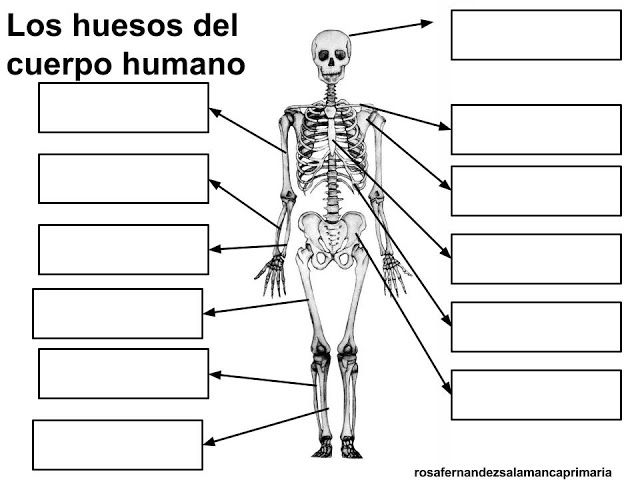 Los huesos del
cuerpo humano
rosafernandezsalamancaprimaria